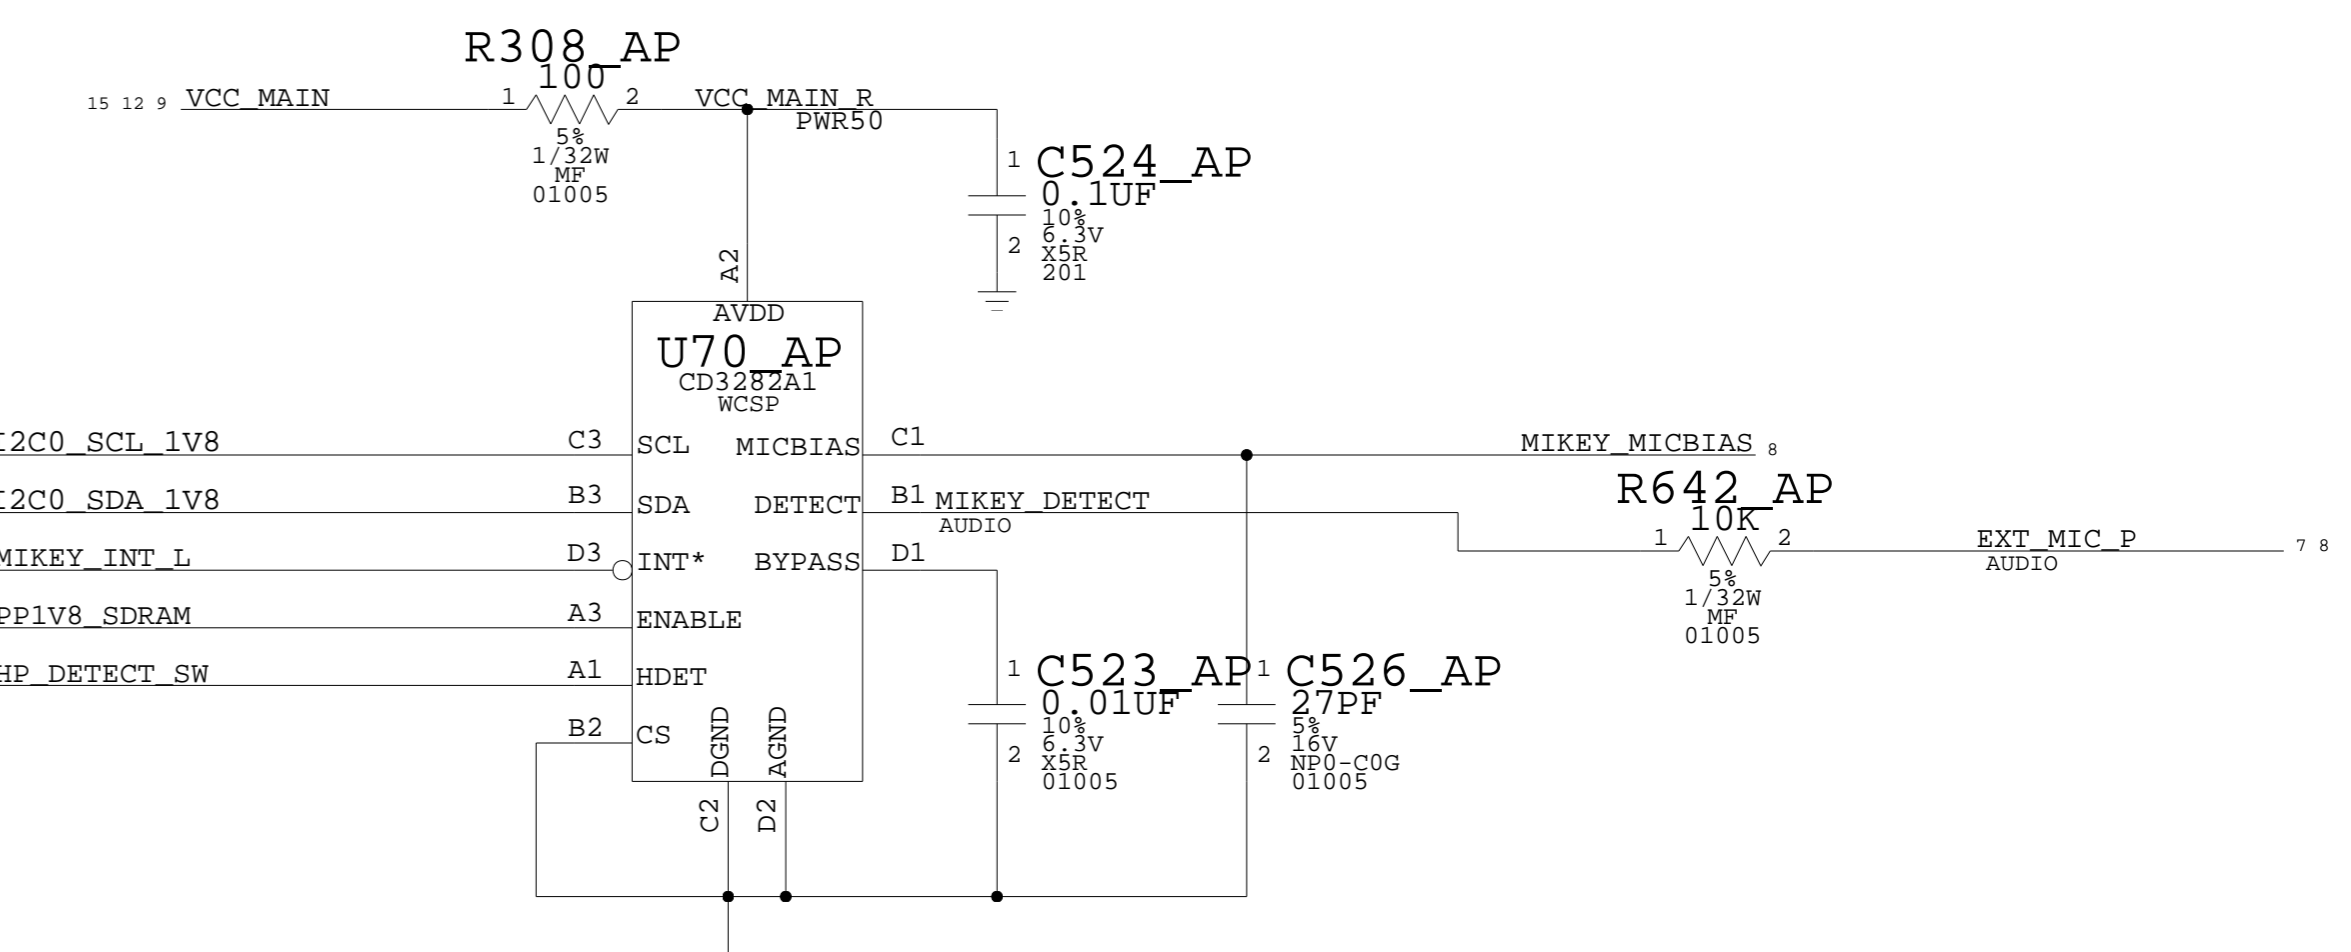 R308_AP
100
15 12 9 VCC_MAIN
1
2
VCC_MAIN_R
PWR50
5%
1/32W
MF
01005
1
C524_AP
0.1UF
10%
6.3V
2
X5R
201
A2
AVDD
U70_AP
CD3282A1
WCSP
I2C0_SCL_1V8
C3
SCL
MICBIAS
C1
MIKEY_MICBIAS 8
I2C0_SDA_1V8
B3
SDA
DETECT
B1
MIKEY_DETECT
AUDIO
R642_AP
10K
1
2
EXT_MIC_P
7 8
AUDIO
5%
1/32W
MF
01005
MIKEY_INT_L
D3
INT*
BYPASS
D1
PP1V8_SDRAM
A3
ENABLE
HP_DETECT_SW
A1
HDET
B2
CS
DGND
AGND
C2
D2
1
C523_AP
0.01UF
10%
6.3V
2
X5R
01005
1
C526_AP
27PF
5%
16V
2
NP0-C0G
01005